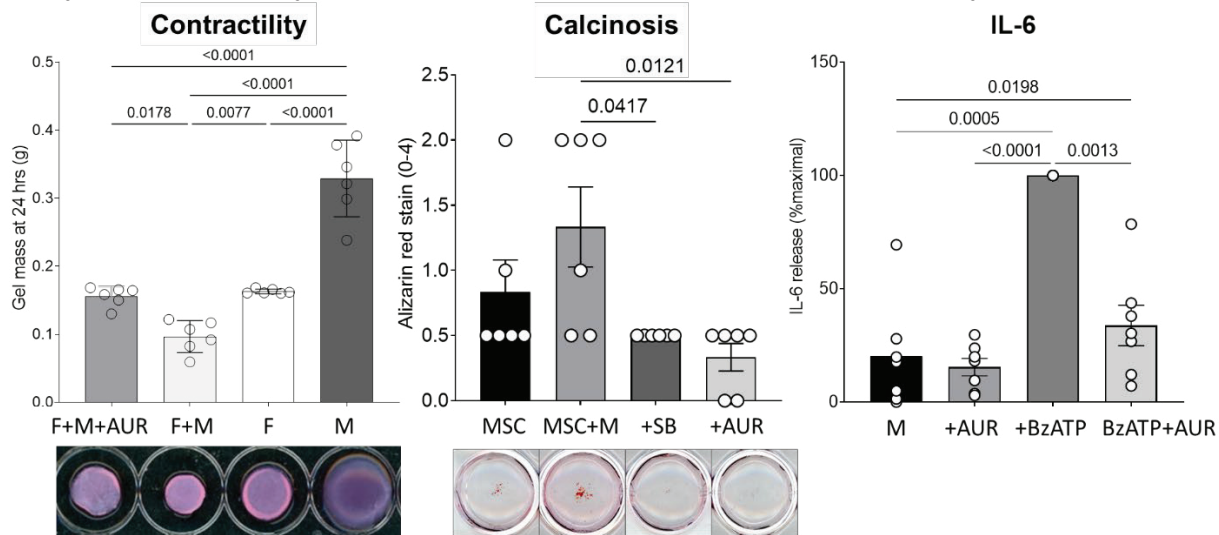 Contractility
<0.0001
<0.0001
0.0178
0.0077
<0.0001
Gel mass at 24 hrs (g)
0.5
0.4
0.3
0.2
0.1
0.0
F+M+AUR
F+M
F
M
Calcinosis
0.0121
0.0417
Alizarin red stain (0-4)
2.5
2.0
1.5
1.0
0.5
0.0
MSC
MSC+M
+SB
+AUR
IL-6
0.0198
0.0005
<0.0001
0.0013
IL-6 release (%maximal)
150
100
50
0
M
+AUR
+BzATP
BzATP+AUR